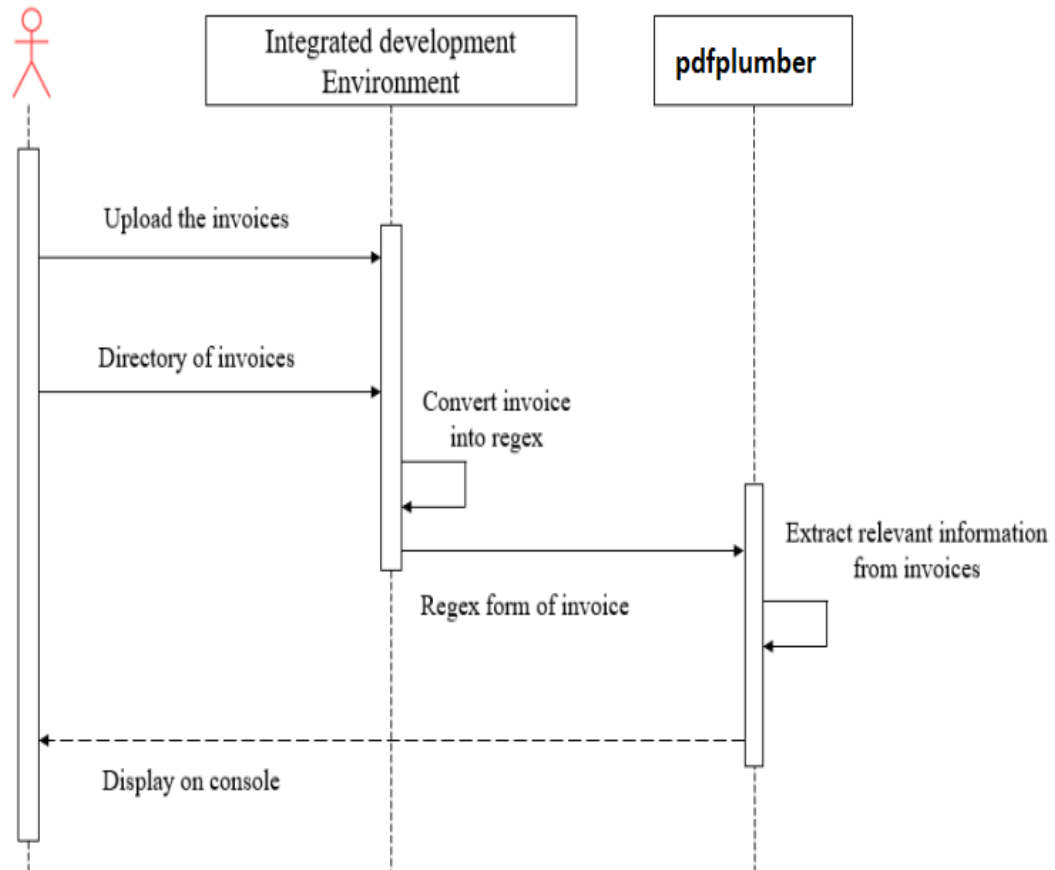 Integrated development
Environment
pdfplumber
Upload the invoices
Directory of invoices
Convert invoice
into regex
Extract relevant information
from invoices
Regex form of invoice
Display on console